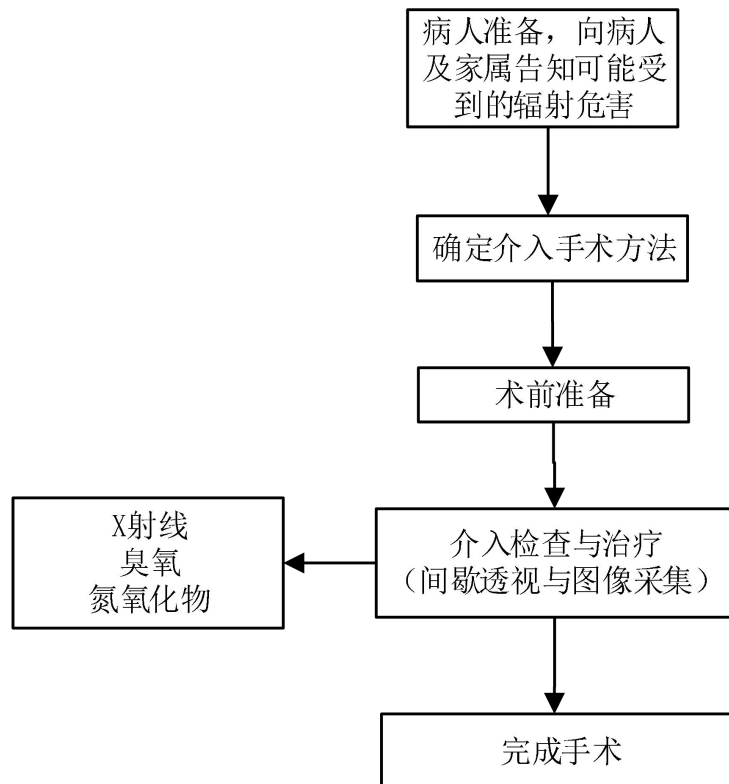 病人准备，向病人
及家属告知可能受
到的辐射危害
确定介入手术方法
术前准备
X射线
臭氧
氮氧化物
介入检查与治疗
（间歇透视与图像采集）
完成手术